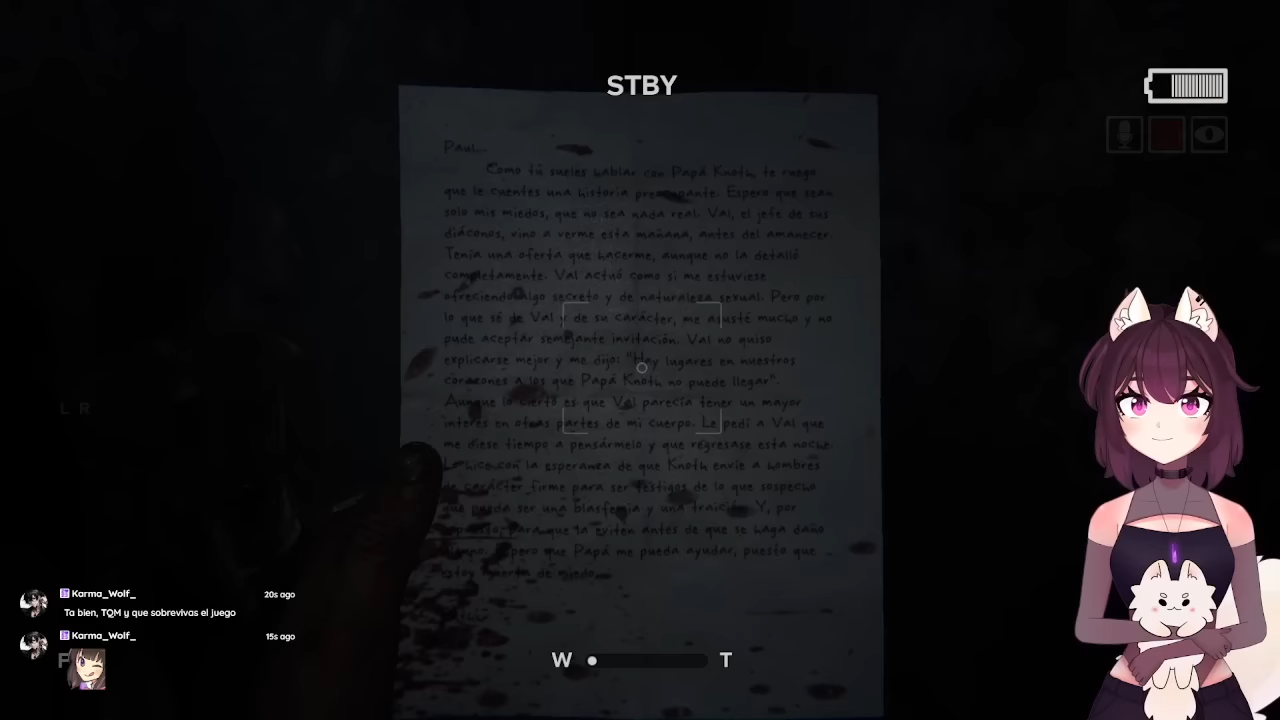 STBY
Paul...
Como tú sueles hablar con Papá Knoth, te ruego
que le cuentes una historia preocupante. Espero que sean
solo mis miedos, que no sea nada real. Val, el jefe de sus
diáconos, vino a verme esta mañana, antes del amanecer.
Tenía una oferta que hacerme, aunque no la detalló
completamente. Val actuó como si me estuviese
ofreciendo algo secreto y de naturaleza sexual. Pero por
lo que sé de Val y de su carácter, me asusté mucho y no
pude aceptar semejante invitación. Val no quiso
explicarse mejor y me dijo: "Hay lugares en nuestros
corazones a los que Papá Knoth no puede llegar".
Aunque lo cierto es que Val parecía tener un mayor
interés en otras partes de mi cuerpo. Le pedí a Val que
me diese tiempo a pensármelo y que regresase esta noche.
Lo hice con la esperanza de que Knoth envíe a hombres
de carácter firme para ser testigos de lo que sospecho
que pueda ser una blasfemia y una traición. Y, por
supuesto, para que la eviten antes de que se haga daño
alguno. Espero que Papá me pueda ayudar, puesto que
estoy muerta de miedo.
L R
Karma_Wolf_ 20s ago
Ta bien, TQM y que sobrevivas el juego
Karma_Wolf_ 15s ago
F
W T